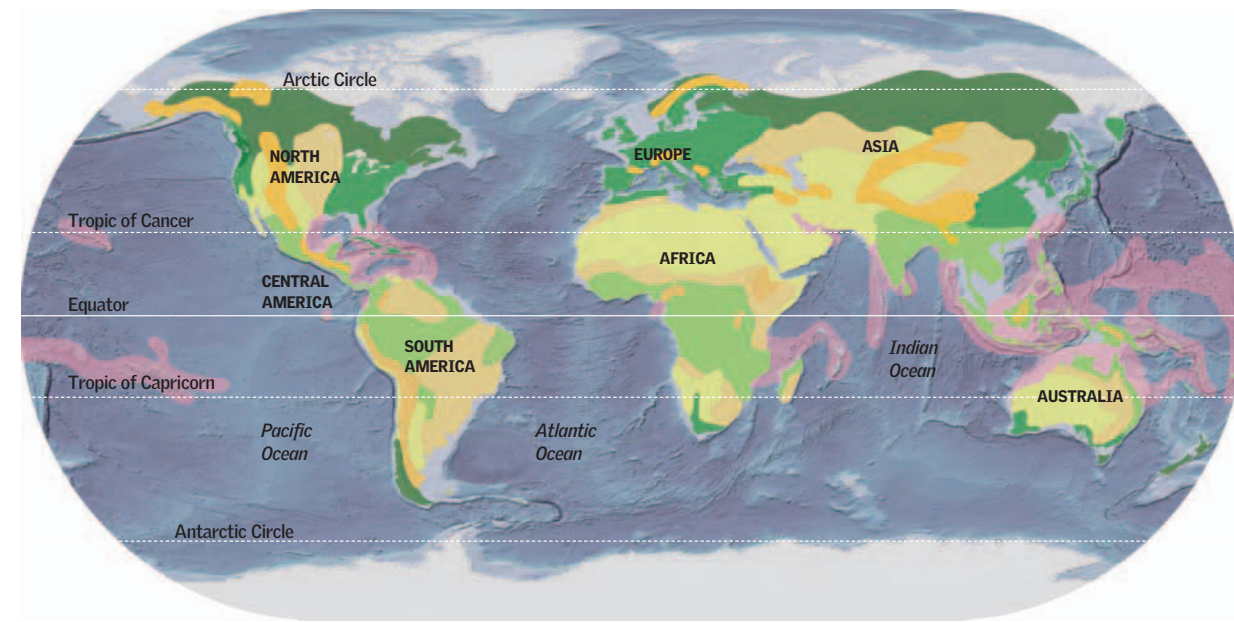 Arctic Circle
NORTH
AMERICA
EUROPE
ASIA
Tropic of Cancer
AFRICA
CENTRAL
AMERICA
Equator
SOUTH
AMERICA
Indian
Ocean
Tropic of Capricorn
AUSTRALIA
Pacific
Ocean
Atlantic
Ocean
Antarctic Circle